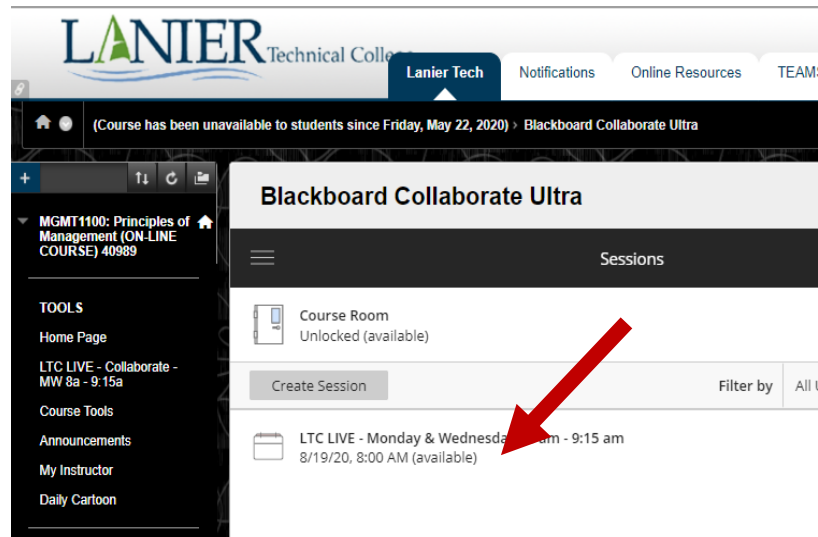 LANIER Technical Colle
Lanier Tech
Notifications
Online Resources
TEAMS
(Course has been unavailable to students since Friday, May 22, 2020) › Blackboard Collaborate Ultra
MGMT1100: Principles of
Management (ON-LINE
COURSE) 40989
TOOLS
Home Page
LTC LIVE - Collaborate -
MW 8a - 9:15a
Course Tools
Announcements
My Instructor
Daily Cartoon
Blackboard Collaborate Ultra
Sessions
Course Room
Unlocked (available)
Create Session
Filter by
All
LTC LIVE - Monday & Wednesda am - 9:15 am
8/19/20, 8:00 AM (available)